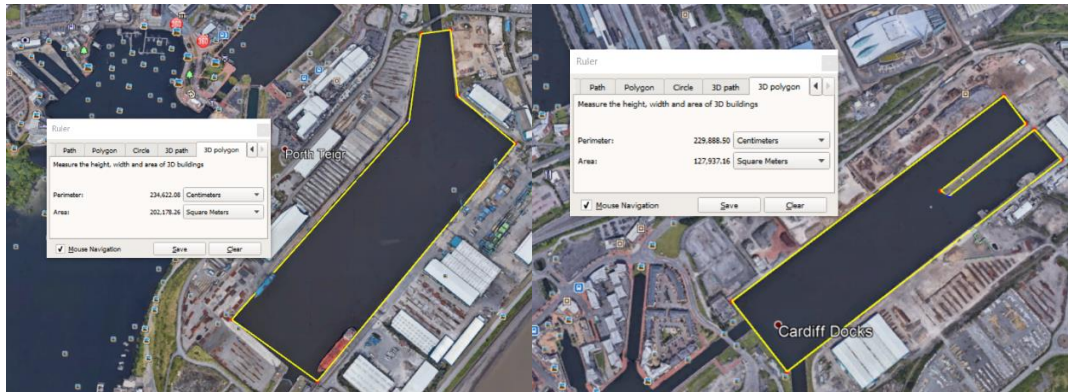 Ruler
Path Polygon Circle 3D path 3D polygon
Measure the height, width and area of 3D buildings
Perimeter: 234,622.08 Centimeters
Area: 202,178.26 Square Meters
Mouse Navigation Save Clear
Porth Teigr
Ruler
Path Polygon Circle 3D path 3D polygon
Measure the height, width and area of 3D buildings
Perimeter: 229,888.50 Centimeters
Area: 127,937.16 Square Meters
Mouse Navigation Save Clear
Cardiff Docks